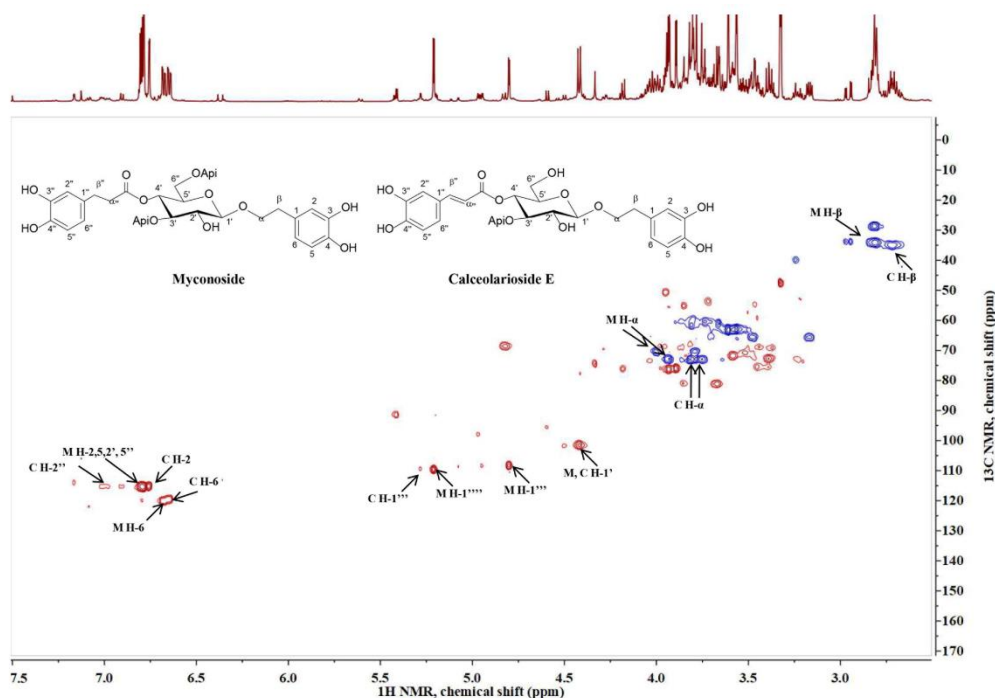 0
10
20
30
40
50
60
70
80
90
100
110
120
130
140
150
160
170
13C NMR, chemical shift (ppm)
6'' OApi
O
4' 5' O
β'' 1'' 2'' 3'' 4'' 5'' 6'' α''
HO
HO
ApiO 3' 2' OH 1' O
β
1 2 3 4 5 6
OH
OH
Myconoside
6'' OH
O
4' 5' O
β'' 1'' 2'' 3'' 4'' 5'' 6'' α''
HO
HO
ApiO 3' 2' HO 1' O
β
1 2 3 4 5 6
OH
OH
Calceolarioside E
M H-β
C H-β
M H-α
C H-α
M H-2,5,2', 5''
C H-2
C H-2''
C H-6
M H-6
C H-1'''
M H-1''''
M H-1'''
M, C H-1'
7.5 7.0 6.5 6.0 5.5 5.0 4.5 4.0 3.5 3.0
1H NMR, chemical shift (ppm)